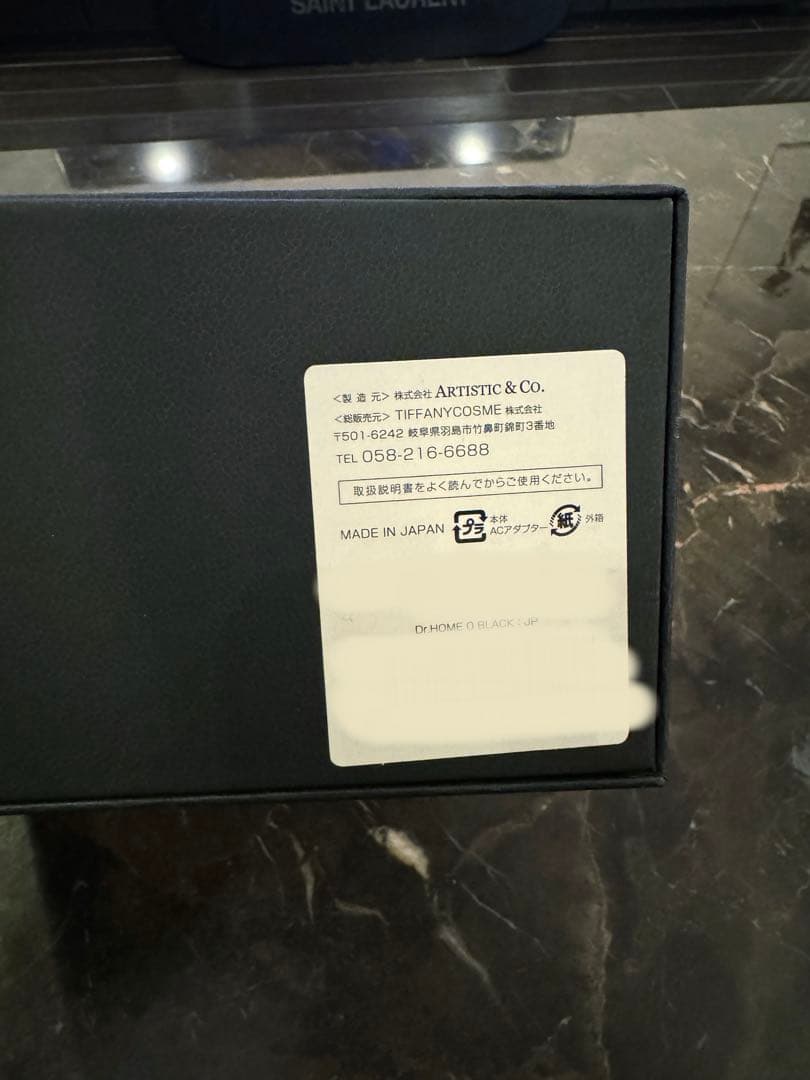 SAINT LAURENT
<製造元> 株式会社 ARTISTIC & CO.
<総販売元> TIFFANYCOSME 株式会社
〒501-6242 岐阜県羽島市竹鼻町錦町3番地
TEL 058-216-6688
取扱説明書をよく読んでからご使用ください。
MADE IN JAPAN プラ 本体 ACアダプター 紙 外箱
Dr.HOME 0 BLACK : JP